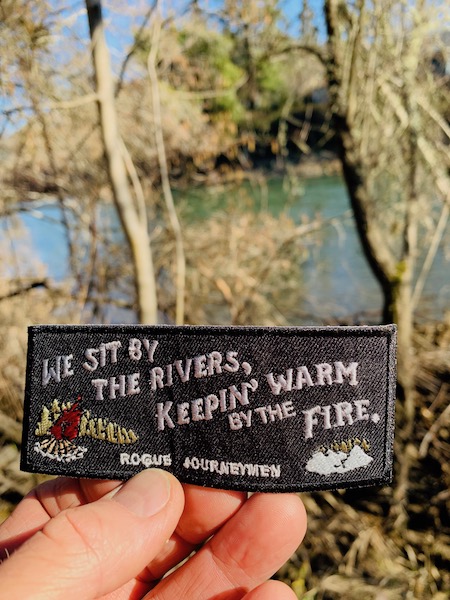 WE SIT BY
THE RIVERS,
KEEPIN' WARM
BY THE FIRE.
ROGUE JOURNEYMEN